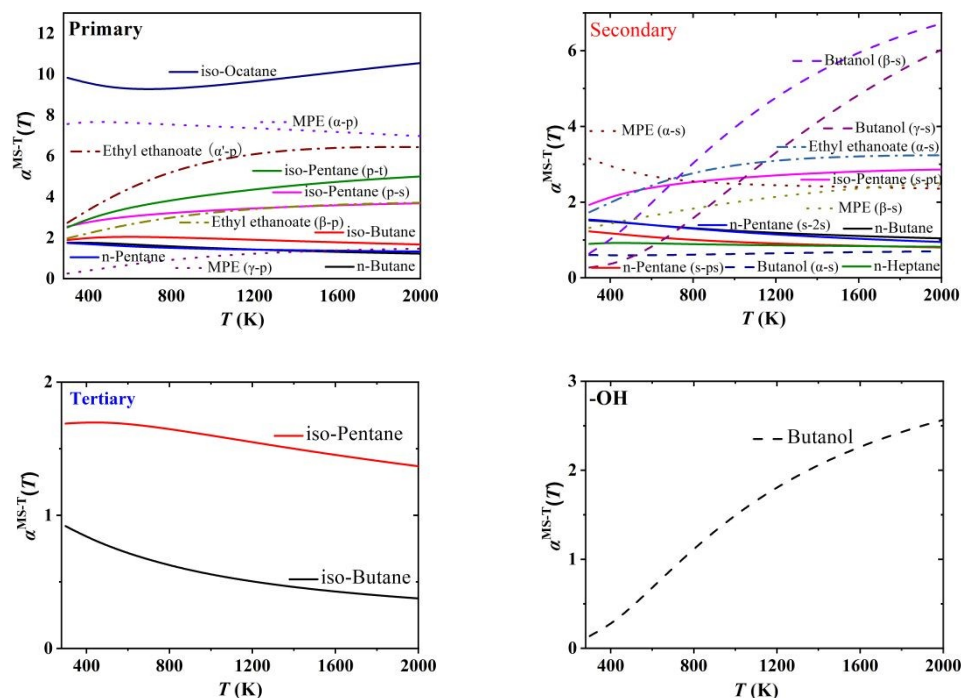 Primary
iso-Ocatane
MPE (α-p)
Ethyl ethanoate (α'-p)
iso-Pentane (p-t)
iso-Pentane (p-s)
Ethyl ethanoate (β-p)
iso-Butane
n-Pentane
MPE (γ-p)
n-Butane
0
2
4
6
8
10
12
400
800
1200
1600
2000
α^MS-T(T)
T (K)
Secondary
Butanol (β-s)
MPE (α-s)
Butanol (γ-s)
Ethyl ethanoate (α-s)
iso-Pentane (s-pt)
MPE (β-s)
n-Pentane (s-2s)
n-Butane
n-Pentane (s-ps)
Butanol (α-s)
n-Heptane
0
2
4
6
400
800
1200
1600
2000
α^MS-T(T)
T (K)
Tertiary
iso-Pentane
iso-Butane
0
1
2
400
800
1200
1600
2000
α^MS-T(T)
T (K)
-OH
Butanol
0
1
2
3
400
800
1200
1600
2000
α^MS-T(T)
T (K)